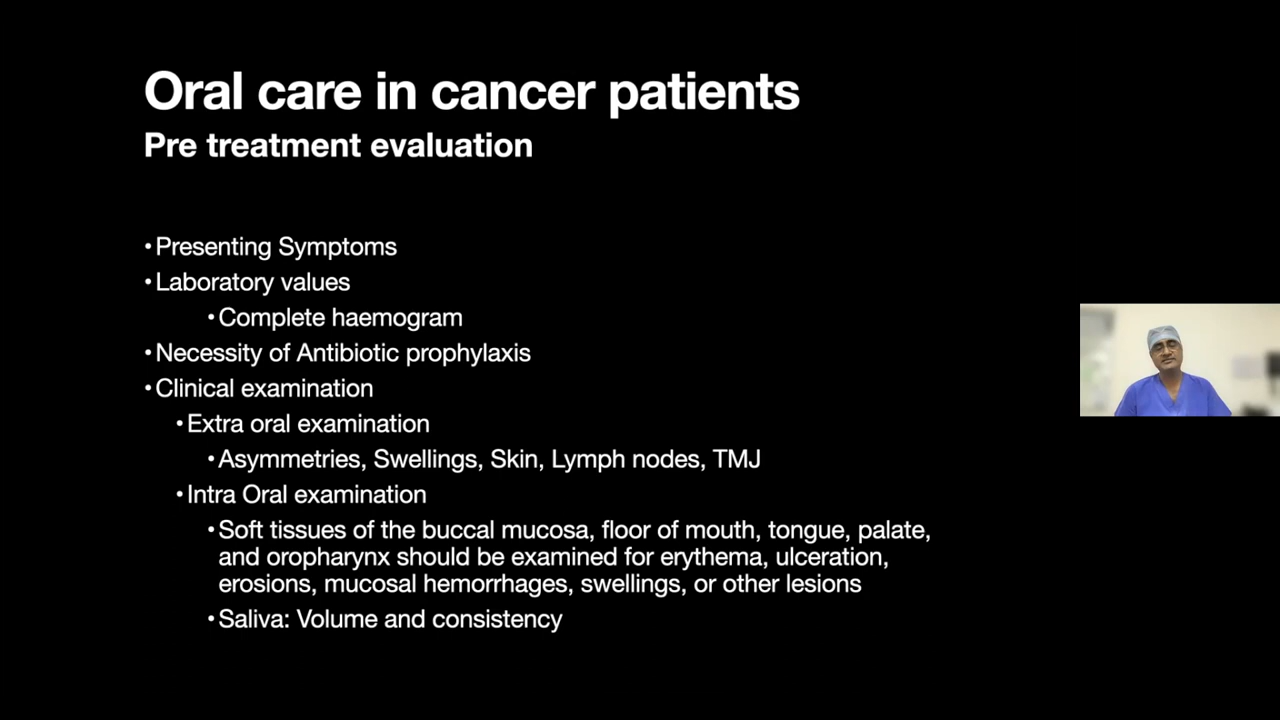 Oral care in cancer patients
Pre treatment evaluation
•Presenting Symptoms
•Laboratory values
•Complete haemogram
•Necessity of Antibiotic prophylaxis
•Clinical examination
•Extra oral examination
•Asymmetries, Swellings, Skin, Lymph nodes, TMJ
•Intra Oral examination
•Soft tissues of the buccal mucosa, floor of mouth, tongue, palate,
and oropharynx should be examined for erythema, ulceration,
erosions, mucosal hemorrhages, swellings, or other lesions
•Saliva: Volume and consistency